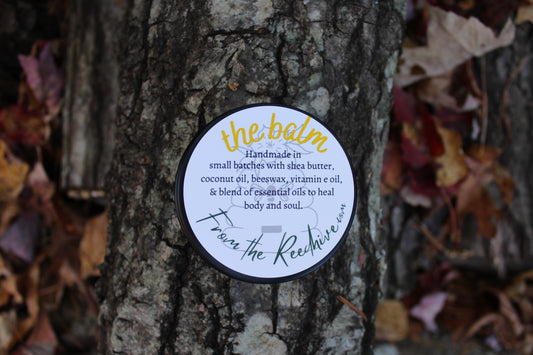 the balm
Handmade in
small batches with shea butter,
coconut oil, beeswax, vitamin e oil,
& blend of essential oils to heal
body and soul.
From the Reedhive.com